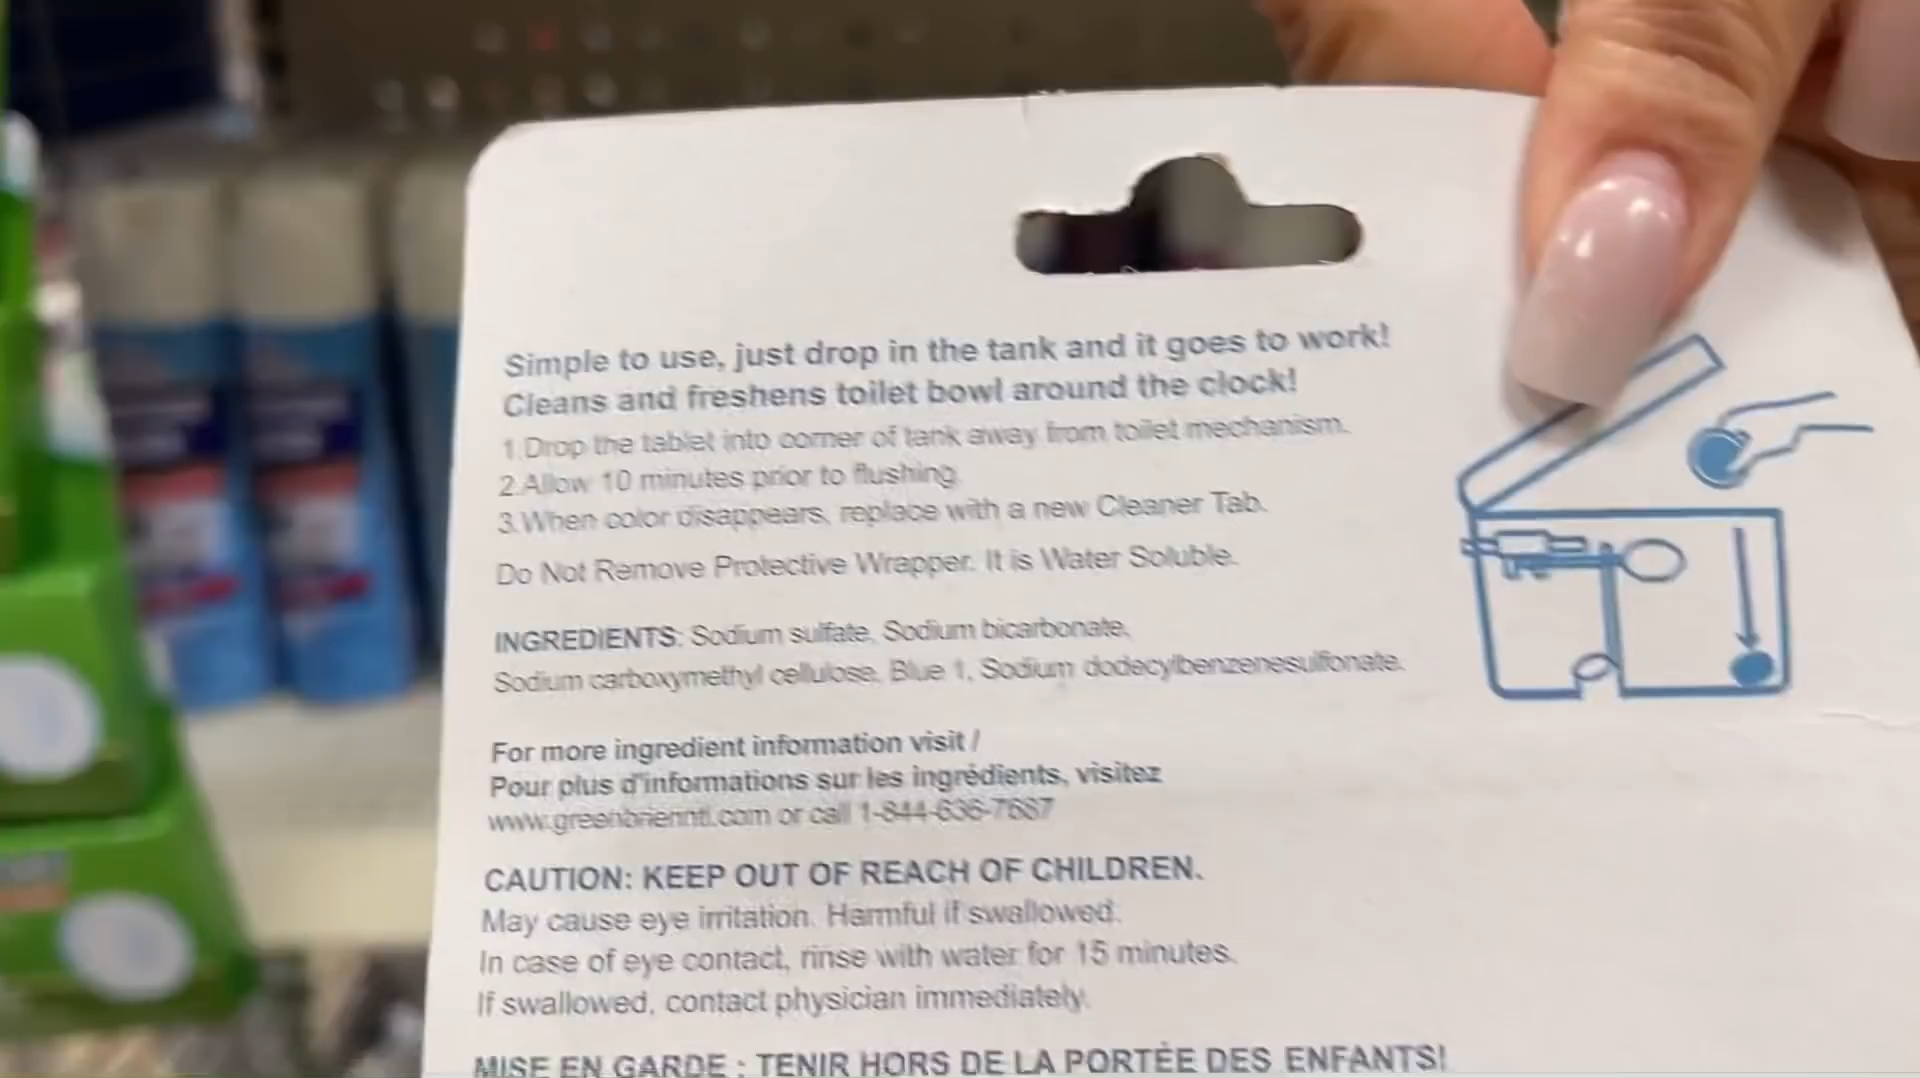 Simple to use, just drop in the tank and it goes to work!
Cleans and freshens toilet bowl around the clock!
1.Drop the tablet into corner of tank away from toilet mechanism.
2.Allow 10 minutes prior to flushing.
3.When color disappears, replace with a new Cleaner Tab.
Do Not Remove Protective Wrapper. It is Water Soluble.
INGREDIENTS: Sodium sulfate, Sodium bicarbonate,
Sodium carboxymethyl cellulose, Blue 1, Sodium dodecylbenzenesulfonate.
For more ingredient information visit /
Pour plus d'informations sur les ingrédients, visitez
www.greenbrierintl.com or call 1-844-636-7687
CAUTION: KEEP OUT OF REACH OF CHILDREN.
May cause eye irritation. Harmful if swallowed.
In case of eye contact, rinse with water for 15 minutes.
If swallowed, contact physician immediately.
MISE EN GARDE : TENIR HORS DE LA PORTÉE DES ENFANTS!